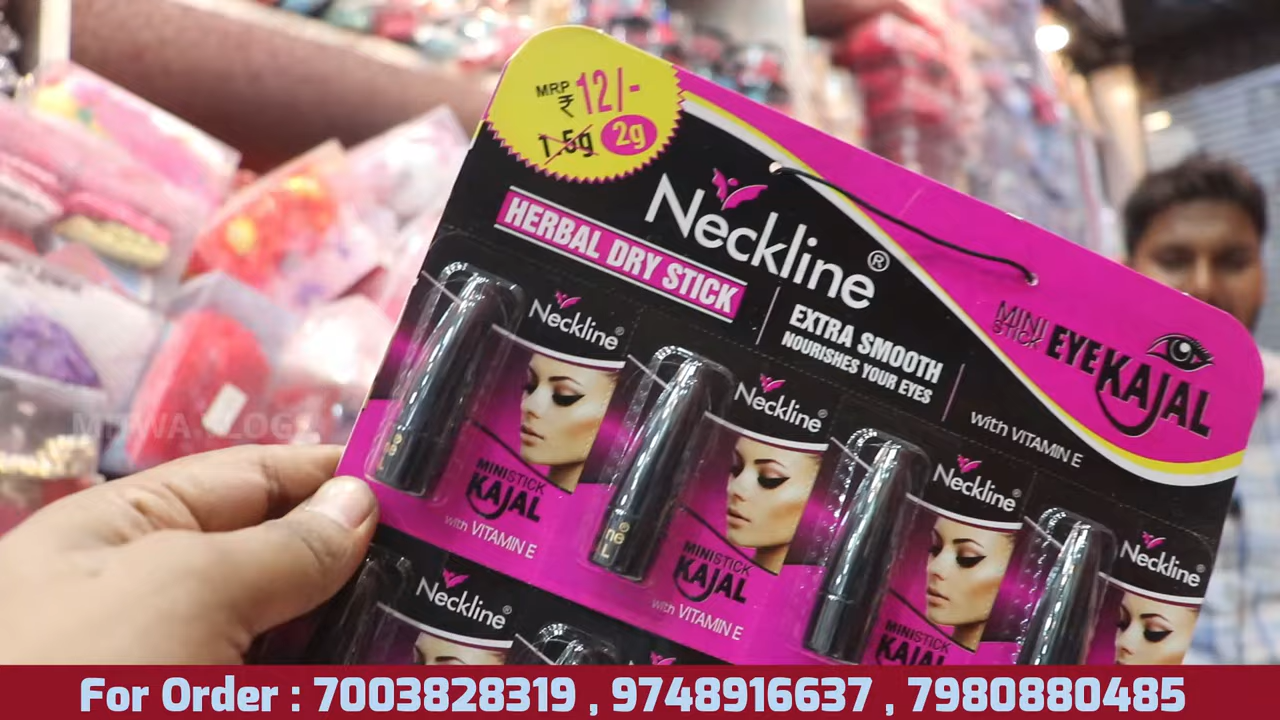 MRP ₹ 12/-
1.5g 2g
Neckline®
HERBAL DRY STICK
EXTRA SMOOTH
NOURISHES YOUR EYES
with VITAMIN E
MINI STICK EYE KAJAL
Neckline®
MINISTICK
KAJAL
with VITAMIN E
Neckline®
MINISTICK
KAJAL
with VITAMIN E
Neckline®
MINISTICK
KAJAL
Neckline®
Neckline®
MITWA VLOGZ
For Order : 7003828319 , 9748916637 , 7980880485